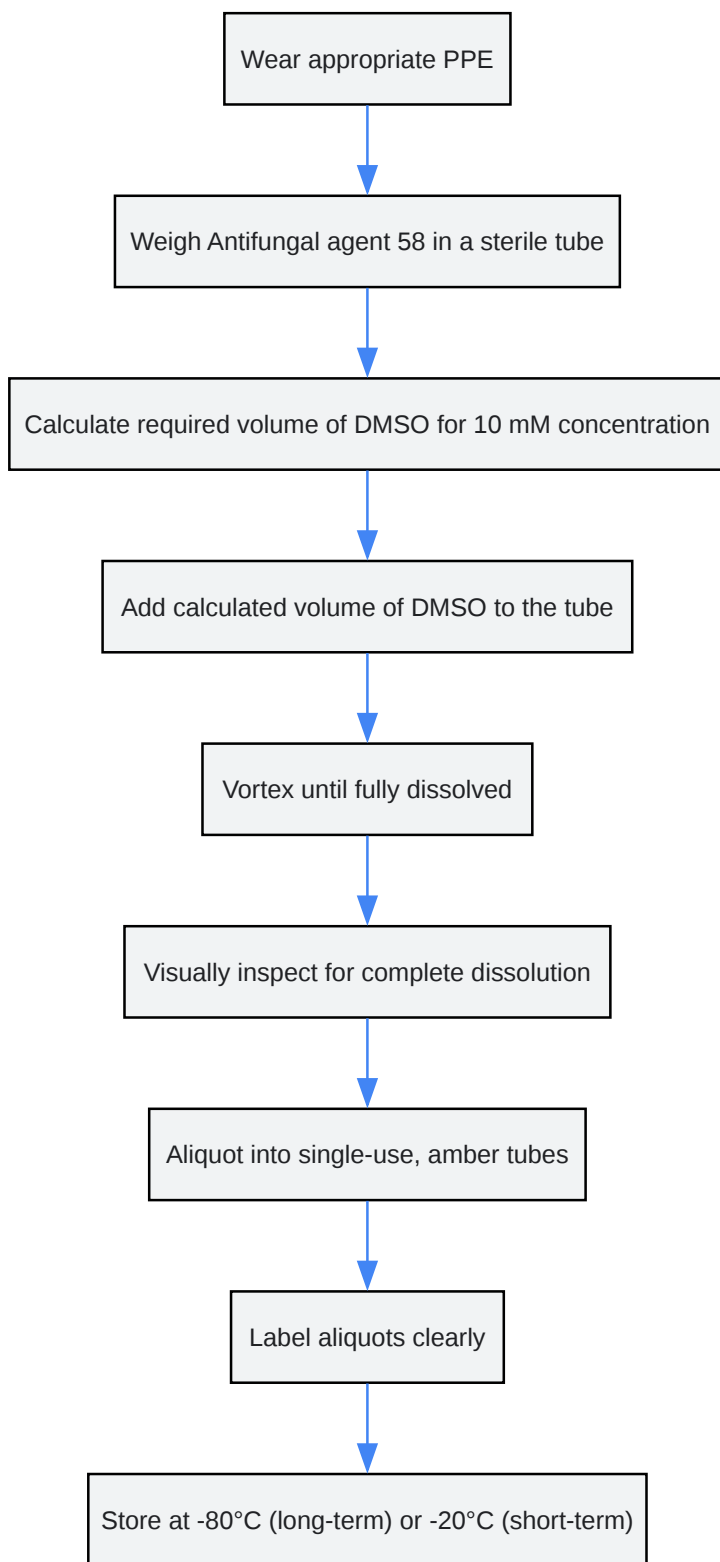 Wear appropriate PPE
Weigh Antifungal agent 58 in a sterile tube
Calculate required volume of DMSO for 10 mM concentration
Add calculated volume of DMSO to the tube
Vortex until fully dissolved
Visually inspect for complete dissolution
Aliquot into single-use, amber tubes
Label aliquots clearly
Store at -80°C (long-term) or -20°C (short-term)